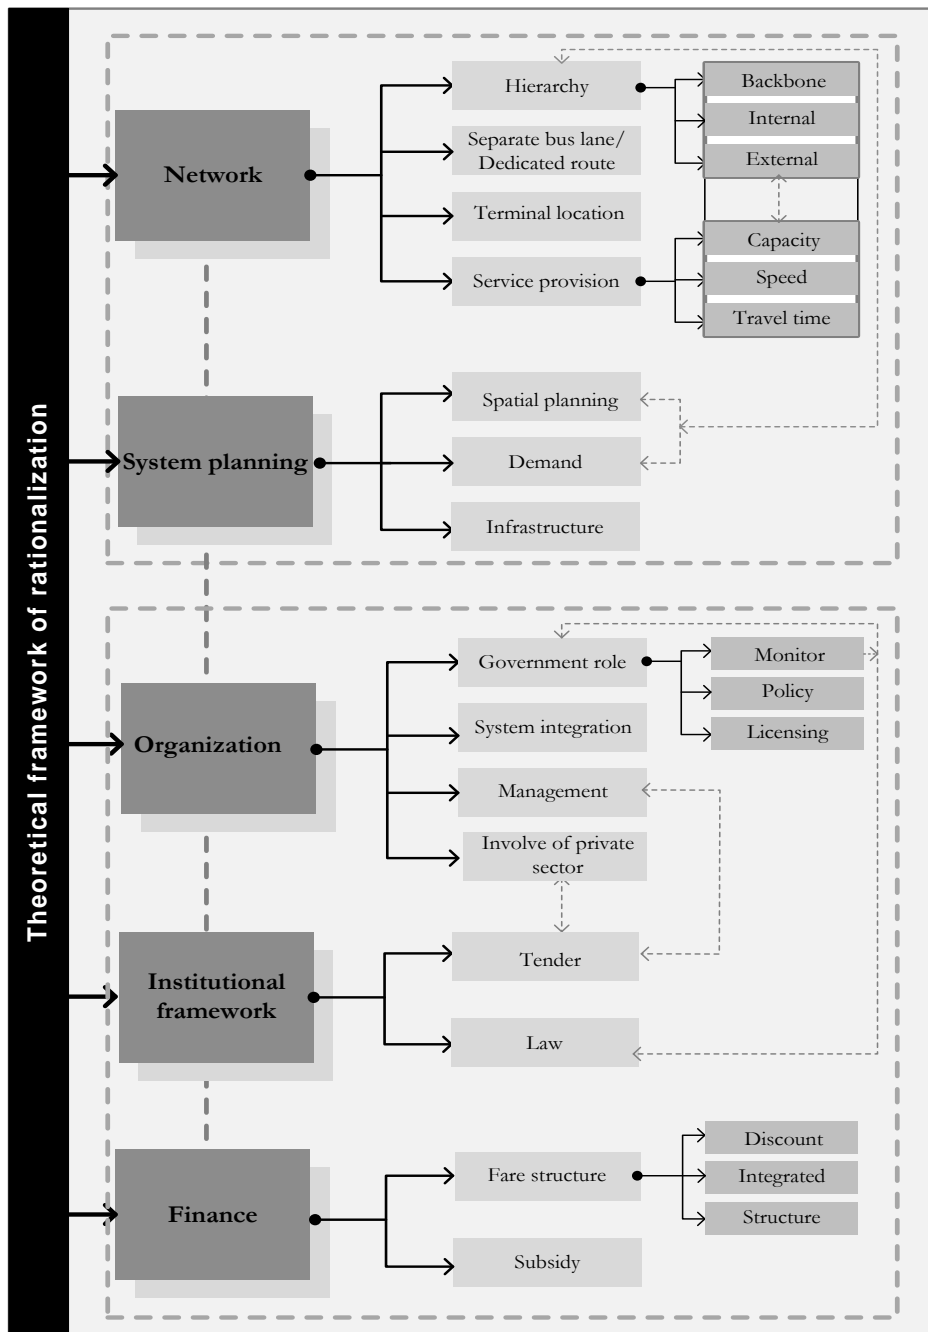 Theoretical framework of rationalization
Network
Hierarchy
Backbone
Internal
External
Separate bus lane/
Dedicated route
Terminal location
Service provision
Capacity
Speed
Travel time
System planning
Spatial planning
Demand
Infrastructure
Organization
Government role
Monitor
Policy
Licensing
System integration
Management
Involve of private
sector
Institutional
framework
Tender
Law
Finance
Fare structure
Discount
Integrated
Structure
Subsidy